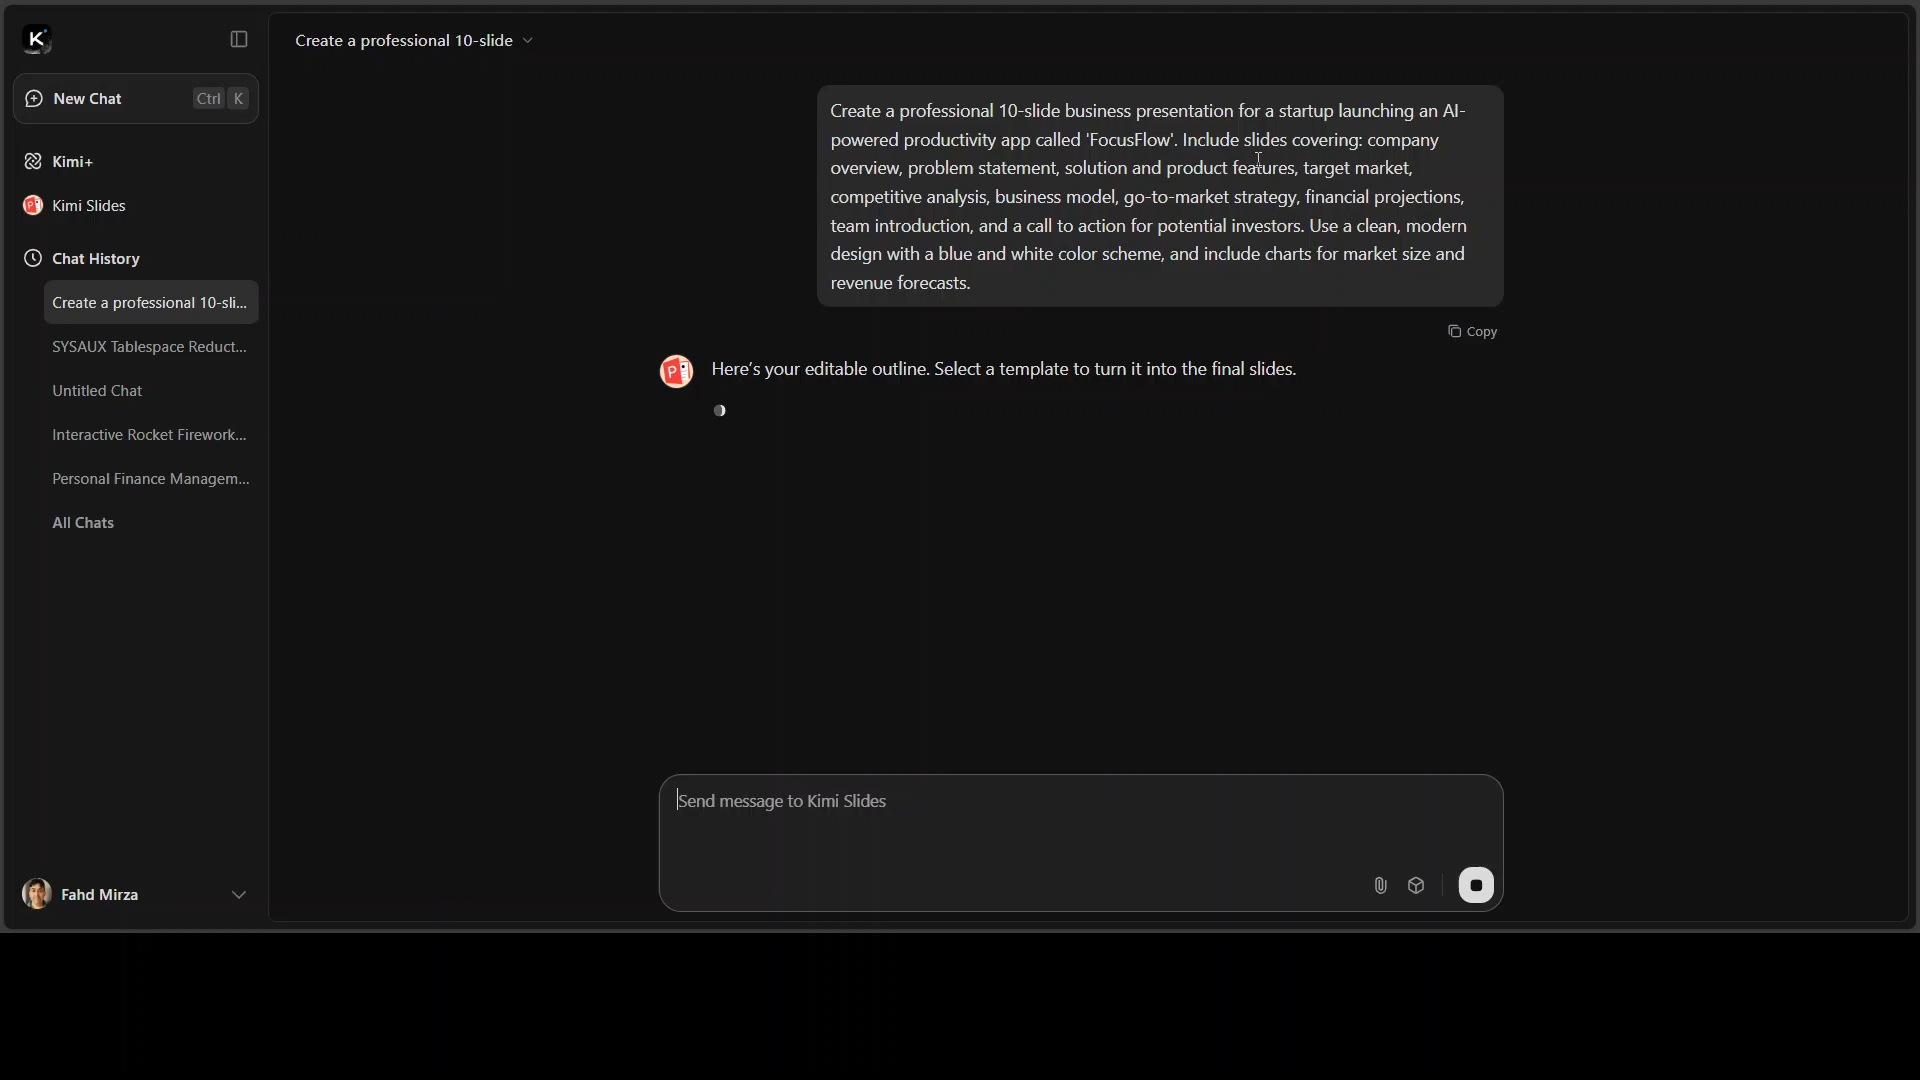 K
Create a professional 10-slide
New Chat Ctrl K
Kimi+
Kimi Slides
Chat History
Create a professional 10-sli...
SYSAUX Tablespace Reduct...
Untitled Chat
Interactive Rocket Firework...
Personal Finance Managem...
All Chats
Fahd Mirza
Create a professional 10-slide business presentation for a startup launching an AI-
powered productivity app called 'FocusFlow'. Include slides covering: company
overview, problem statement, solution and product features, target market,
competitive analysis, business model, go-to-market strategy, financial projections,
team introduction, and a call to action for potential investors. Use a clean, modern
design with a blue and white color scheme, and include charts for market size and
revenue forecasts.
Copy
P
Here's your editable outline. Select a template to turn it into the final slides.
Send message to Kimi Slides